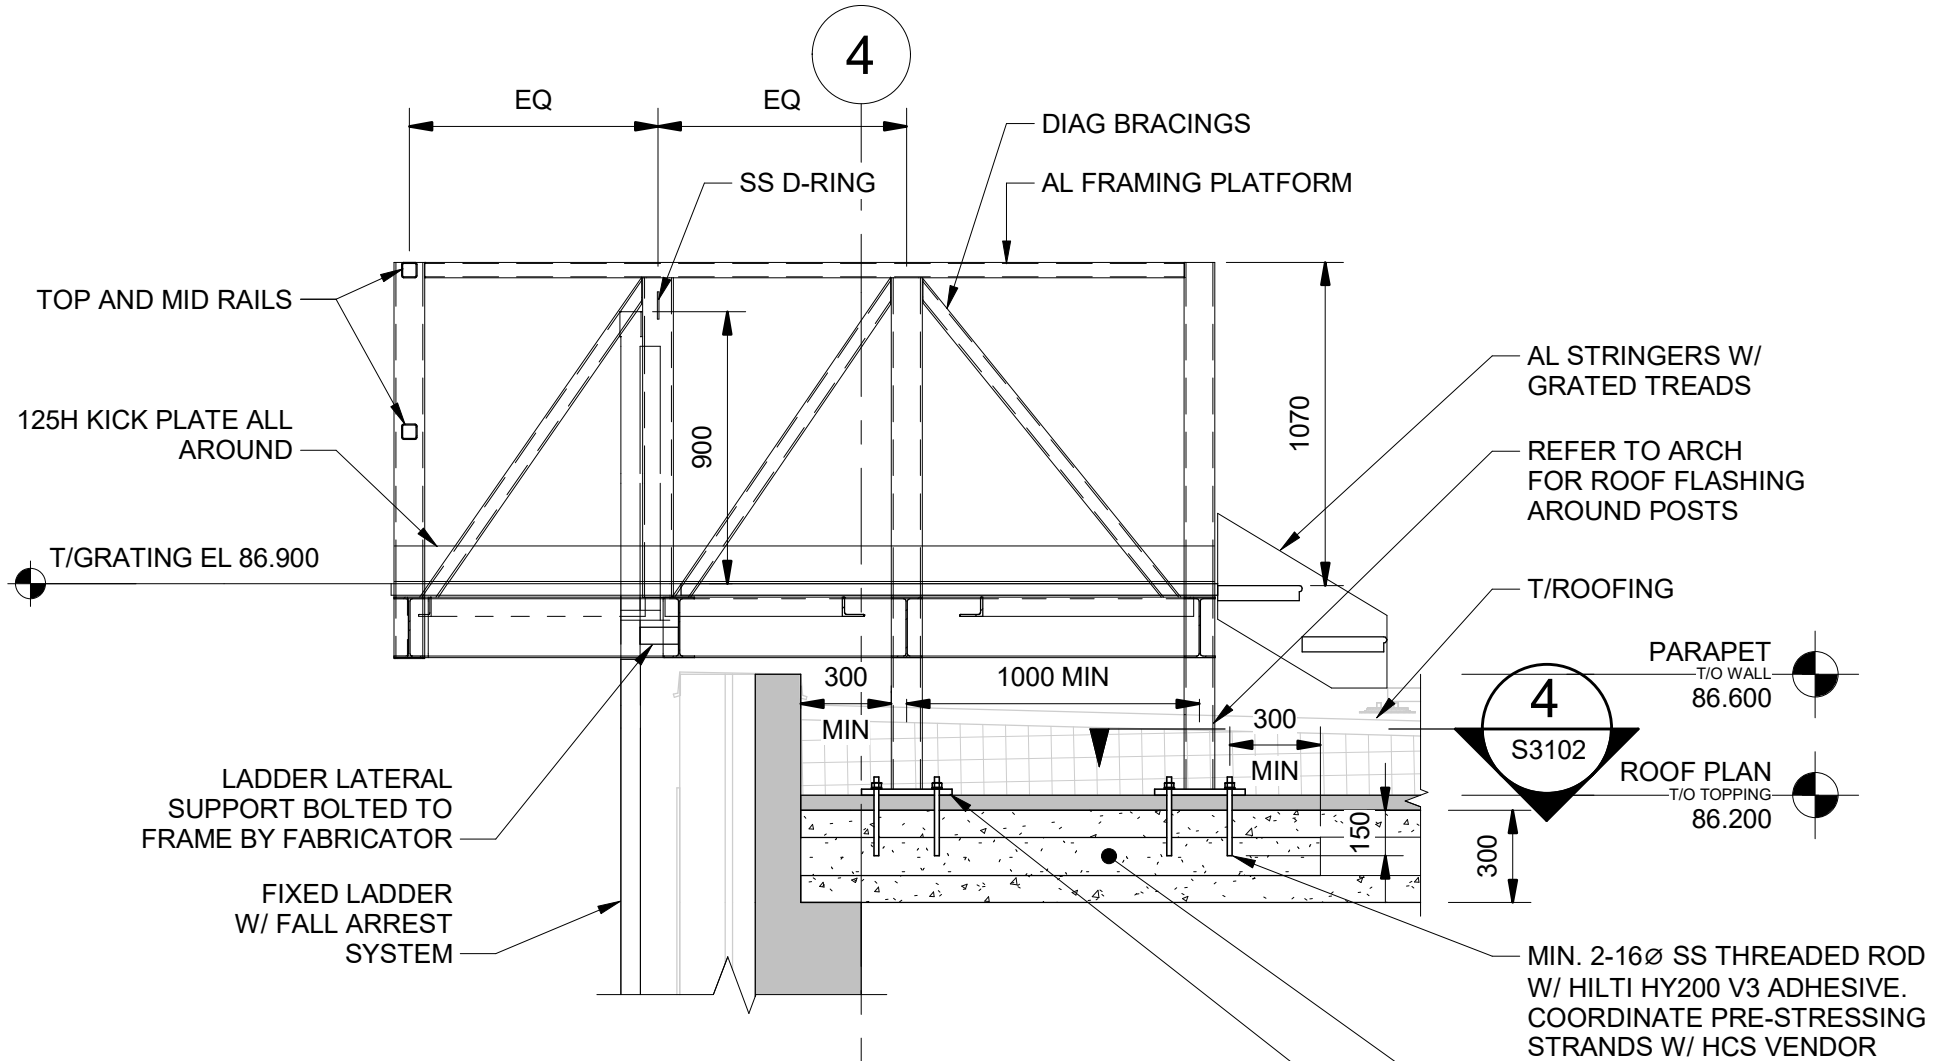 4
EQ
EQ
DIAG BRACINGS
SS D-RING
AL FRAMING PLATFORM
TOP AND MID RAILS
AL STRINGERS W/
GRATED TREADS
125H KICK PLATE ALL
AROUND
900
1070
REFER TO ARCH
FOR ROOF FLASHING
AROUND POSTS
T/GRATING EL 86.900
T/ROOFING
PARAPET
T/O WALL
86.600
300
MIN
1000 MIN
300
MIN
4
S3102
ROOF PLAN
T/O TOPPING
86.200
LADDER LATERAL
SUPPORT BOLTED TO
FRAME BY FABRICATOR
150
300
FIXED LADDER
W/ FALL ARREST
SYSTEM
MIN. 2-16Ø SS THREADED ROD
W/ HILTI HY200 V3 ADHESIVE.
COORDINATE PRE-STRESSING
STRANDS W/ HCS VENDOR